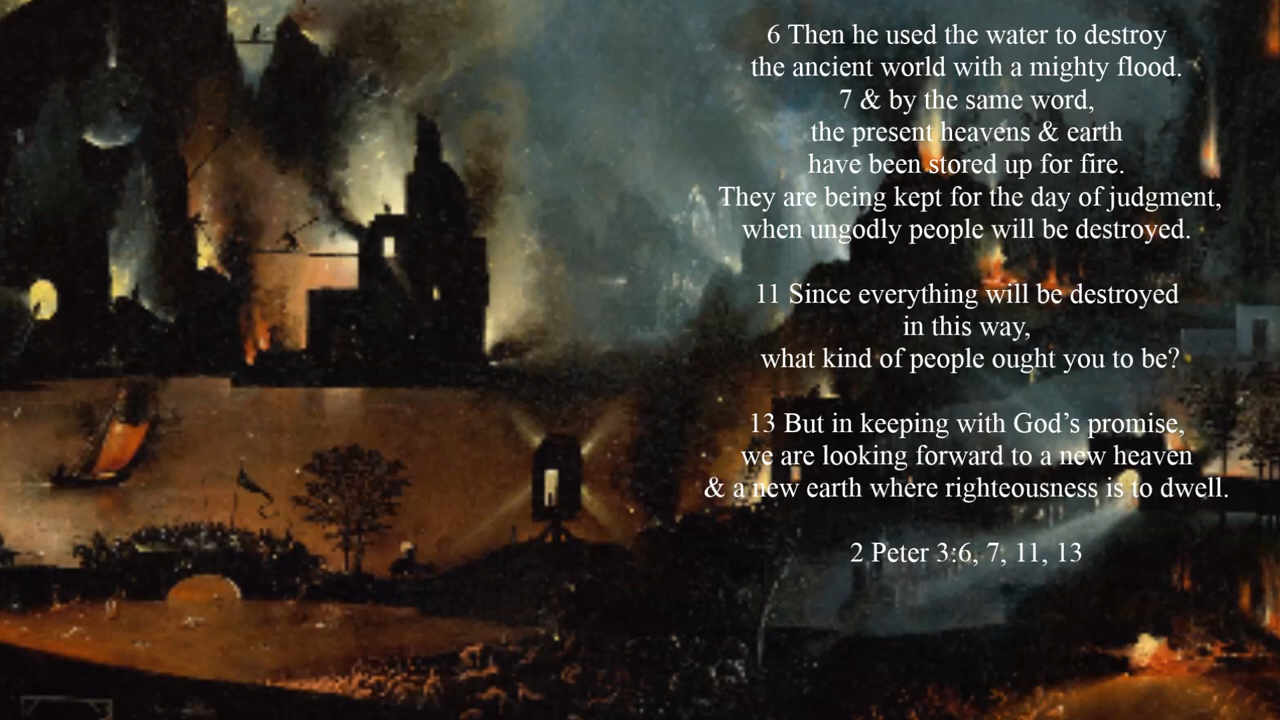 6 Then he used the water to destroy
the ancient world with a mighty flood.
7 & by the same word,
the present heavens & earth
have been stored up for fire.
They are being kept for the day of judgment,
when ungodly people will be destroyed.
11 Since everything will be destroyed
in this way,
what kind of people ought you to be?
13 But in keeping with God’s promise,
we are looking forward to a new heaven
& a new earth where righteousness is to dwell.
2 Peter 3:6, 7, 11, 13